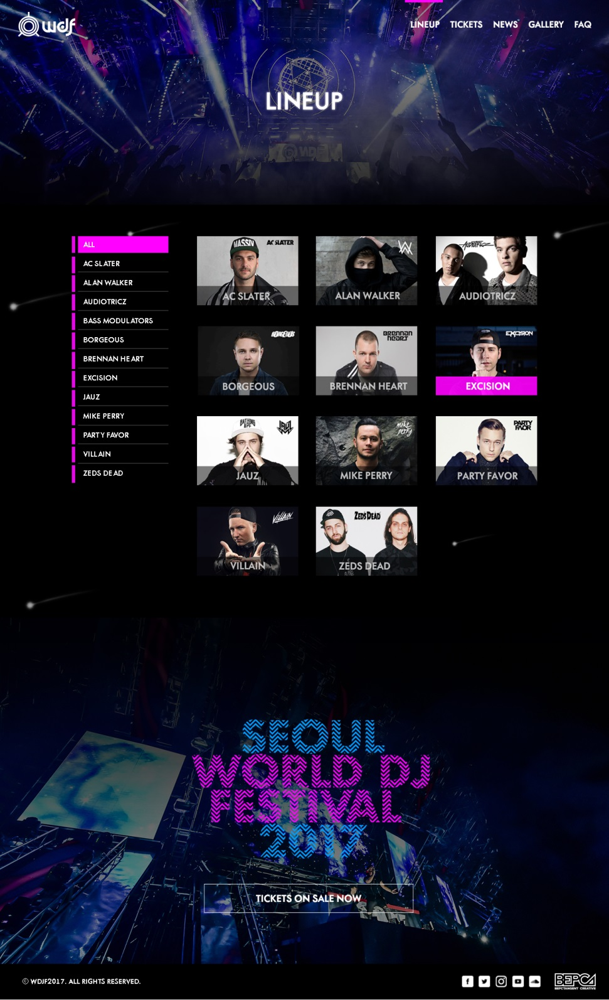 wdf
LINEUP
TICKETS
NEWS
GALLERY
FAQ
LINEUP
ALL
AC SLATER
ALAN WALKER
AUDIOTRICZ
BASS MODULATORS
BORGEOUS
BRENNAN HEART
EXCISION
JAUZ
MIKE PERRY
PARTY FAVOR
VILLAIN
ZEDS DEAD
MASSIV
AC SLATER
AC SLATER
ALAN WALKER
AUDIOTRICZ
AUDIOTRICZ
BORGEOUS
BORGEOUS
BRENNAN
HEART
BRENNAN HEART
EXCISION
EXCISION
JAUZ
JAUZ
mike
perry
MIKE PERRY
PARTY
FAVOR
PARTY FAVOR
VILLAIN
VILLAIN
ZEDS DEAD
ZEDS DEAD
SEOUL
WORLD DJ
FESTIVAL
2017
TICKETS ON SALE NOW
© WDJF2017. ALL RIGHTS RESERVED.
BEPCA
BEPCTANGENT CREATIVE